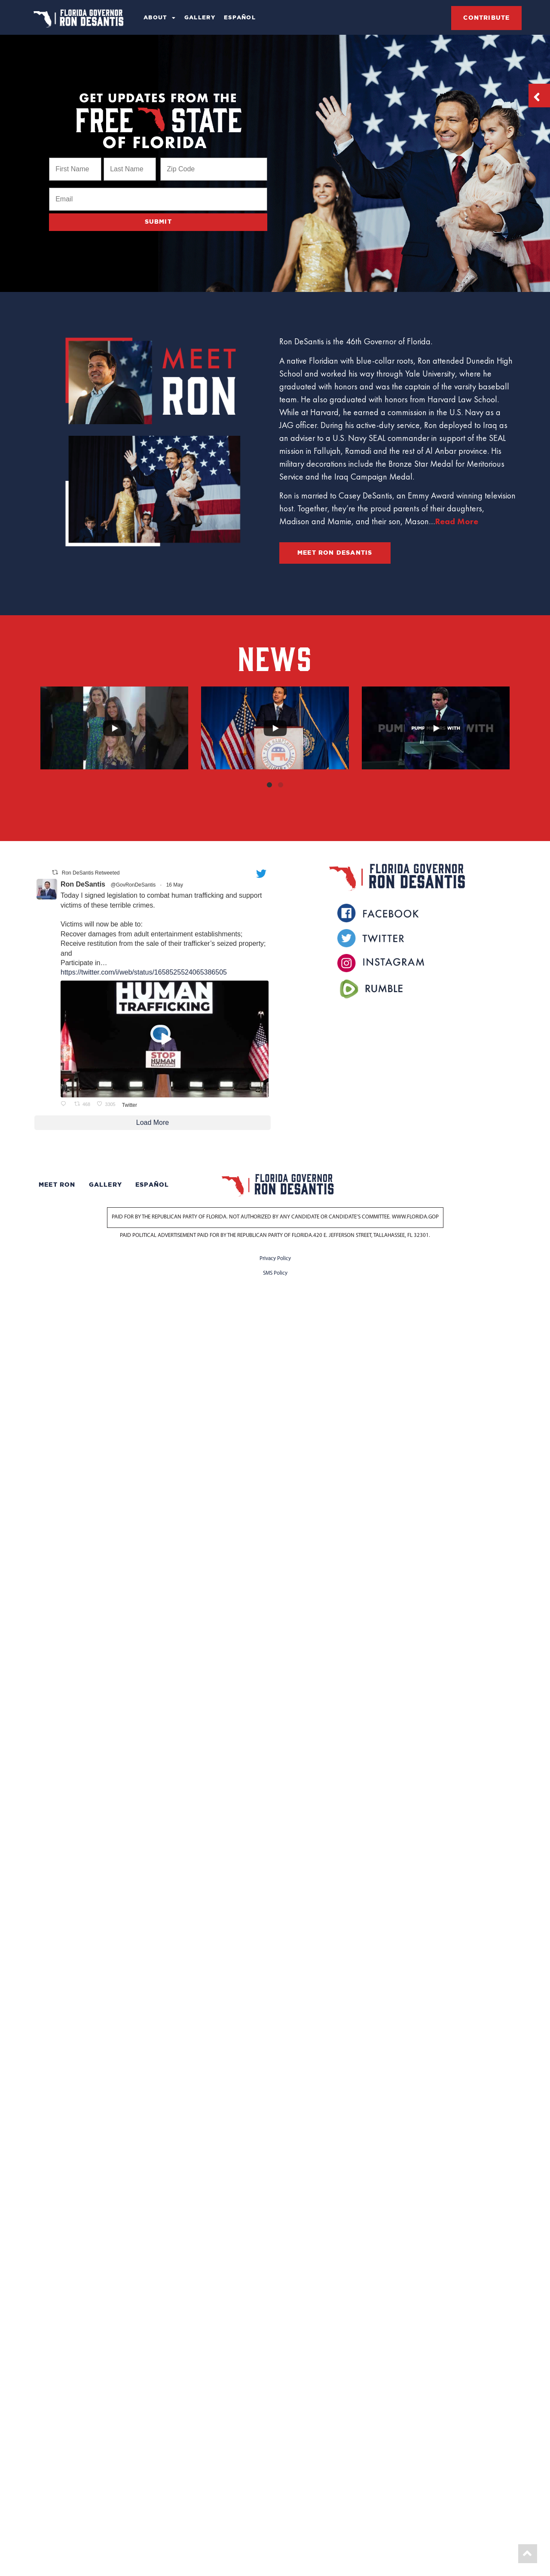 FLORIDA GOVERNOR
RON DESANTIS
ABOUT
GALLERY
ESPAÑOL
CONTRIBUTE
GET UPDATES FROM THE
FREE STATE
OF FLORIDA
First Name
Last Name
Zip Code
Email
SUBMIT
MEET
RON
Ron DeSantis is the 46th Governor of Florida.
A native Floridian with blue-collar roots, Ron attended Dunedin High
School and worked his way through Yale University, where he
graduated with honors and was the captain of the varsity baseball
team. He also graduated with honors from Harvard Law School.
While at Harvard, he earned a commission in the U.S. Navy as a
JAG officer. During his active-duty service, Ron deployed to Iraq as
an adviser to a U.S. Navy SEAL commander in support of the SEAL
mission in Fallujah, Ramadi and the rest of Al Anbar province. His
military decorations include the Bronze Star Medal for Meritorious
Service and the Iraq Campaign Medal.
Ron is married to Casey DeSantis, an Emmy Award winning television
host. Together, they're the proud parents of their daughters,
Madison and Mamie, and their son, Mason...Read More
MEET RON DESANTIS
NEWS
Ron DeSantis Retweeted
Ron DeSantis @GovRonDeSantis · 16 May
Today I signed legislation to combat human trafficking and support
victims of these terrible crimes.
Victims will now be able to:
Recover damages from adult entertainment establishments;
Receive restitution from the sale of their trafficker's seized property;
and
Participate in…
https://twitter.com/i/web/status/1658525524065386505
HUMAN
TRAFFICKING
STOP
HUMAN
Twitter
Load More
FLORIDA GOVERNOR
RON DESANTIS
FACEBOOK
TWITTER
INSTAGRAM
RUMBLE
MEET RON
GALLERY
ESPAÑOL
FLORIDA GOVERNOR
RON DESANTIS
PAID FOR BY THE REPUBLICAN PARTY OF FLORIDA. NOT AUTHORIZED BY ANY CANDIDATE OR CANDIDATE'S COMMITTEE. WWW.FLORIDA.GOP
PAID POLITICAL ADVERTISEMENT PAID FOR BY THE REPUBLICAN PARTY OF FLORIDA.420 E. JEFFERSON STREET, TALLAHASSEE, FL 32301.
Privacy Policy
SMS Policy